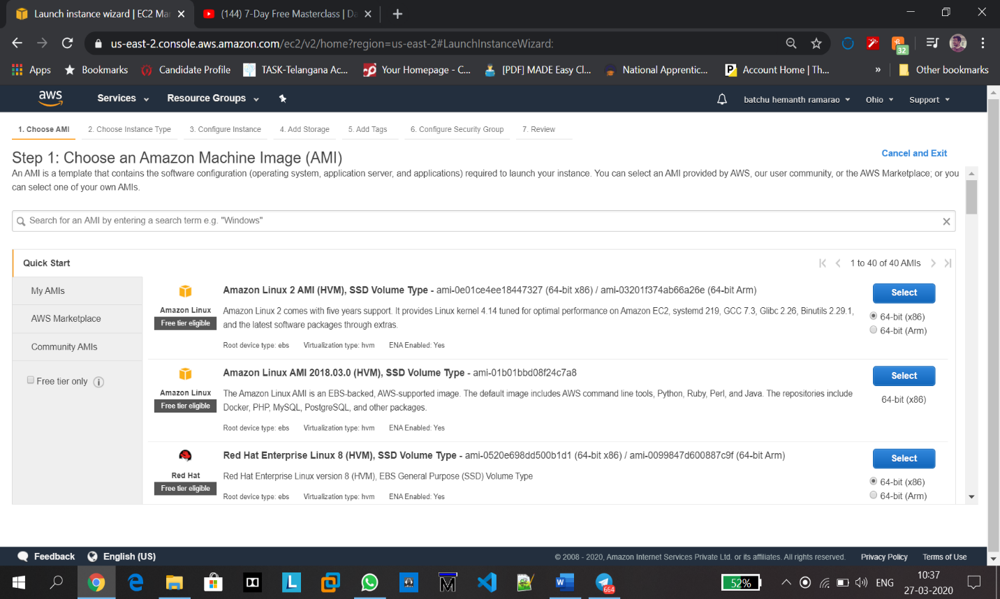 Launch instance wizard | EC2 Ma
(144) 7-Day Free Masterclass | Da
us-east-2.console.aws.amazon.com/ec2/v2/home?region=us-east-2#LaunchInstanceWizard:
32
Apps
Bookmarks
Candidate Profile
TASK-Telangana Ac...
Your Homepage - C...
[PDF] MADE Easy Cl...
National Apprentic...
Account Home | Th...
»
Other bookmarks
aws
Services
Resource Groups
batchu hemanth ramarao
Ohio
Support
1. Choose AMI
2. Choose Instance Type
3. Configure Instance
4. Add Storage
5. Add Tags
6. Configure Security Group
7. Review
Step 1: Choose an Amazon Machine Image (AMI)
Cancel and Exit
An AMI is a template that contains the software configuration (operating system, application server, and applications) required to launch your instance. You can select an AMI provided by AWS, our user community, or the AWS Marketplace; or you
can select one of your own AMIs.
Search for an AMI by entering a search term e.g. "Windows"
Quick Start
1 to 40 of 40 AMIs
My AMIs
AWS Marketplace
Community AMIs
Free tier only
Amazon Linux
Free tier eligible
Amazon Linux 2 AMI (HVM), SSD Volume Type - ami-0e01ce4ee18447327 (64-bit x86) / ami-03201f374ab66a26e (64-bit Arm)
Amazon Linux 2 comes with five years support. It provides Linux kernel 4.14 tuned for optimal performance on Amazon EC2, systemd 219, GCC 7.3, Glibc 2.26, Binutils 2.29.1,
and the latest software packages through extras.
Root device type: ebs
Virtualization type: hvm
ENA Enabled: Yes
Select
64-bit (x86)
64-bit (Arm)
Amazon Linux
Free tier eligible
Amazon Linux AMI 2018.03.0 (HVM), SSD Volume Type - ami-01b01bbd08f24c7a8
The Amazon Linux AMI is an EBS-backed, AWS-supported image. The default image includes AWS command line tools, Python, Ruby, Perl, and Java. The repositories include
Docker, PHP, MySQL, PostgreSQL, and other packages.
Root device type: ebs
Virtualization type: hvm
ENA Enabled: Yes
Select
64-bit (x86)
Red Hat
Free tier eligible
Red Hat Enterprise Linux 8 (HVM), SSD Volume Type - ami-0520e698dd500b1d1 (64-bit x86) / ami-0099847d600887c9f (64-bit Arm)
Red Hat Enterprise Linux version 8 (HVM), EBS General Purpose (SSD) Volume Type
Root device type: ebs
Virtualization type: hvm
ENA Enabled: Yes
Select
64-bit (x86)
64-bit (Arm)
Feedback
English (US)
© 2008 - 2020, Amazon Internet Services Private Ltd. or its affiliates. All rights reserved.
Privacy Policy
Terms of Use
664
52%
ENG
10:37
27-03-2020